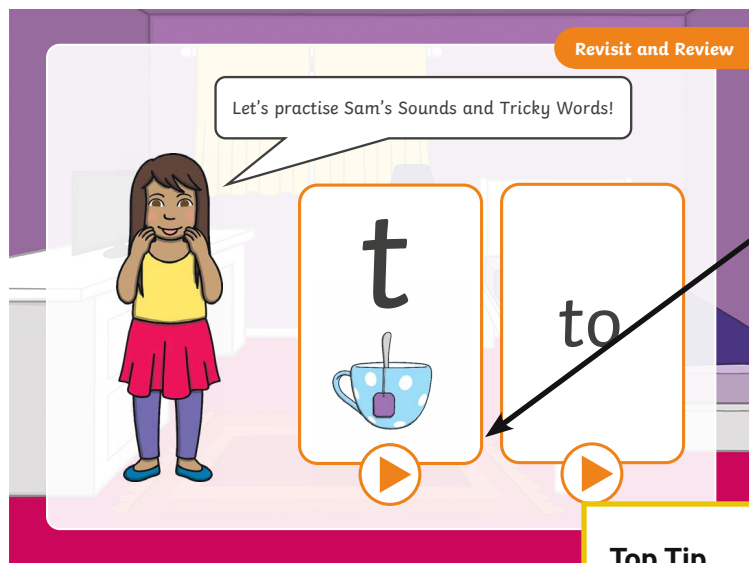 Revisit and Review
Let's practise Sam's Sounds and Tricky Words!
t
to
Top Tip